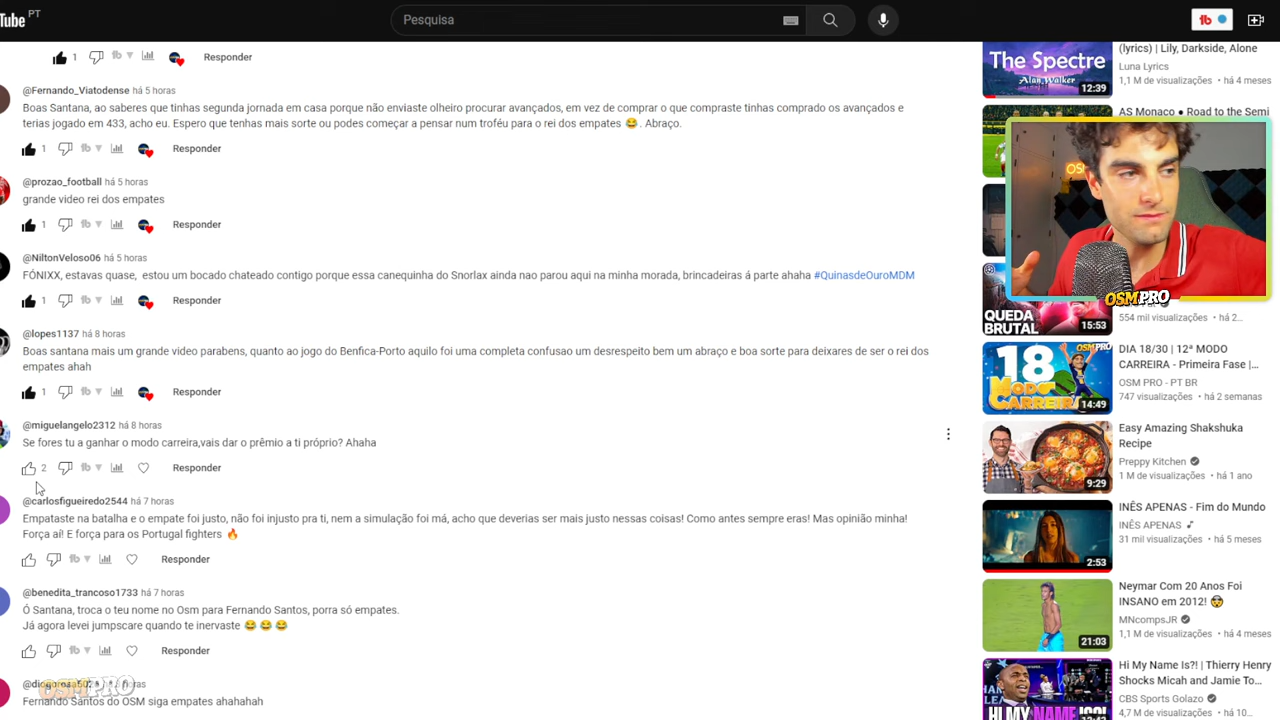 Tube PT
Pesquisa
1 Responder
@Fernando_Viatodense há 5 horas
Boas Santana, ao saberes que tinhas segunda jornada em casa porque não enviaste olheiro procurar avançados, em vez de comprar o que compraste tinhas comprado os avançados e
terias jogado em 433, acho eu. Espero que tenhas mais sorte ou podes começar a pensar num troféu para o rei dos empates 😂 . Abraço.
1 Responder
@prozao_football há 5 horas
grande video rei dos empates
1 Responder
@NiltonVeloso06 há 5 horas
FÓNIXX, estavas quase, estou um bocado chateado contigo porque essa canequinha do Snorlax ainda nao parou aqui na minha morada, brincadeiras á parte ahaha #QuinasdeOuroMDM
1 Responder
@lopes1137 há 8 horas
Boas santana mais um grande video parabens, quanto ao jogo do Benfica-Porto aquilo foi uma completa confusao um desrespeito bem um abraço e boa sorte para deixares de ser o rei dos
empates ahah
1 Responder
@miguelangelo2312 há 8 horas
Se fores tu a ganhar o modo carreira,vais dar o prêmio a ti próprio? Ahaha
2 Responder
@carlosfigueiredo2544 há 7 horas
Empataste na batalha e o empate foi justo, não foi injusto pra ti, nem a simulação foi má, acho que deverias ser mais justo nessas coisas! Como antes sempre eras! Mas opinião minha!
Força aí! E força para os Portugal fighters 🔥
Responder
@benedita_trancoso1733 há 7 horas
Ó Santana, troca o teu nome no Osm para Fernando Santos, porra só empates.
Já agora levei jumpscare quando te inervaste 😂 😂 😂
Responder
OSMPRO
Fernando Santos do OSM siga empates ahahahah
The Spectre
Alan Walker
12:39
(lyrics) | Lily, Darkside, Alone
Luna Lyrics
1,1 M de visualizações • há 4 meses
AS Monaco ● Road to the Semi
OSMPRO
QUEDA
BRUTAL
15:53
554 mil visualizações • há 2...
18
MODO
CARREIRA
OSMPRO
14:49
DIA 18/30 | 12ª MODO
CARREIRA - Primeira Fase |...
OSM PRO - PT BR
747 visualizações • há 2 semanas
9:29
Easy Amazing Shakshuka
Recipe
Preppy Kitchen
1 M de visualizações • há 1 ano
2:53
INÊS APENAS - Fim do Mundo
INÊS APENAS
31 mil visualizações • há 5 meses
21:03
Neymar Com 20 Anos Foi
INSANO em 2012! 😨
MNcompsJR
1,1 M de visualizações • há 4 meses
HI MY NAME IS
Hi My Name Is?! | Thierry Henry
Shocks Micah and Jamie To...
CBS Sports Golazo
4,7 M de visualizações • há 10...